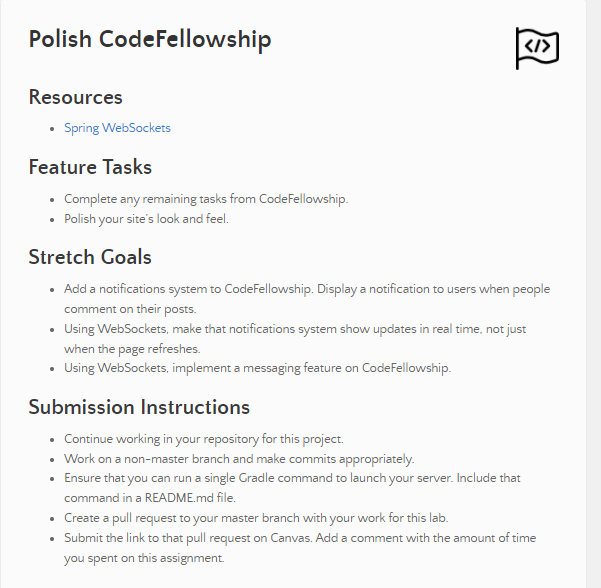 Polish CodeFellowship
</>
Resources
Spring WebSockets
Feature Tasks
Complete any remaining tasks from CodeFellowship.
Polish your site's look and feel.
Stretch Goals
Add a notifications system to CodeFellowship. Display a notification to users when people
comment on their posts.
Using WebSockets, make that notifications system show updates in real time, not just
when the page refreshes.
Using WebSockets, implement a messaging feature on CodeFellowship.
Submission Instructions
Continue working in your repository for this project.
Work on a non-master branch and make commits appropriately.
Ensure that you can run a single Gradle command to launch your server. Include that
command in a README.md file.
Create a pull request to your master branch with your work for this lab.
Submit the link to that pull request on Canvas. Add a comment with the amount of time
you spent on this assignment.